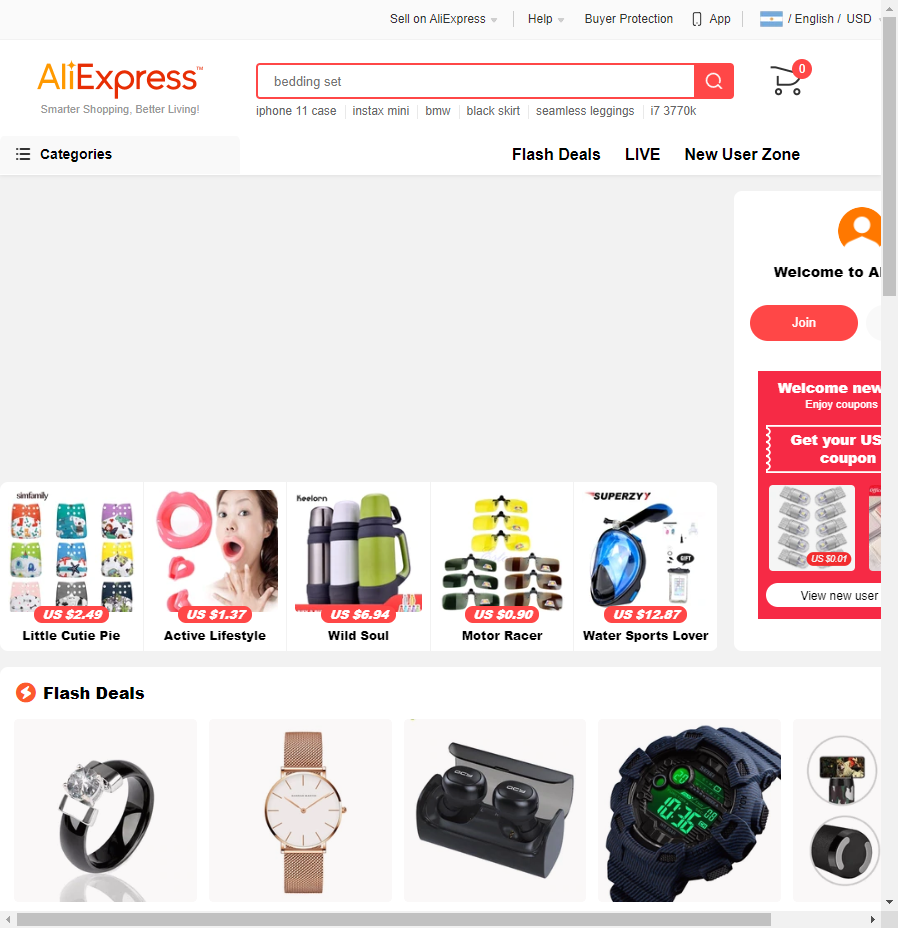 Sell on AliExpress
Help
Buyer Protection
App
/ English / USD
AliExpress™
Smarter Shopping, Better Living!
bedding set
0
iphone 11 case
instax mini
bmw
black skirt
seamless leggings
i7 3770k
Categories
Flash Deals
LIVE
New User Zone
Welcome to Al
Join
Welcome new
Enjoy coupons
Get your US
coupon
US $0.01
View new user
simfamily
US $2.49
Little Cutie Pie
US $1.37
Active Lifestyle
Keelorn
US $6.94
Wild Soul
US $0.90
Motor Racer
SUPERZYY
GIFT
US $12.87
Water Sports Lover
Flash Deals
QCY
QCY
10:36